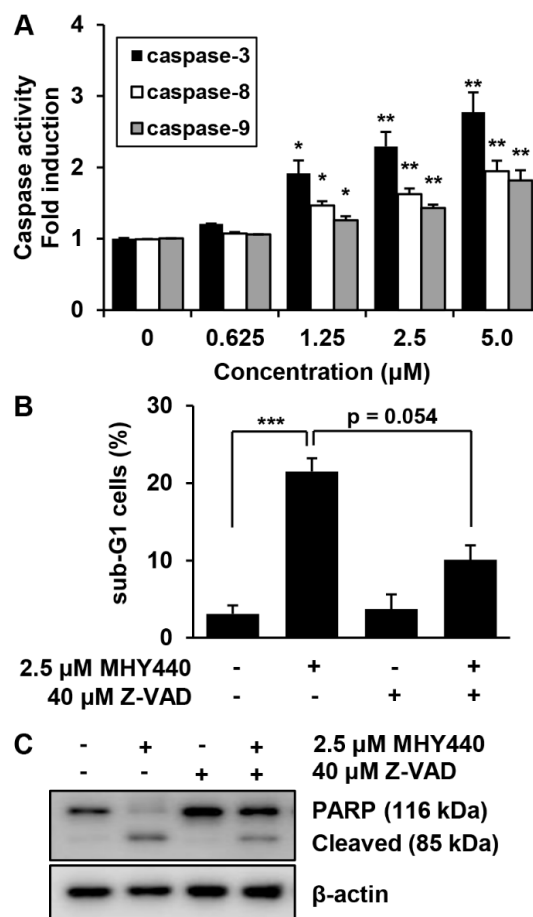 A
Caspase activity
Fold induction
4
3
2
1
0
caspase-3
caspase-8
caspase-9
* * *
** ** **
** ** **
0 0.625 1.25 2.5 5.0
Concentration (µM)
B
sub-G1 cells (%)
30
20
10
0
*** p = 0.054
2.5 µM MHY440 - + - +
40 µM Z-VAD - - + +
C
- + - + 2.5 µM MHY440
- - + + 40 µM Z-VAD
PARP (116 kDa)
Cleaved (85 kDa)
β-actin